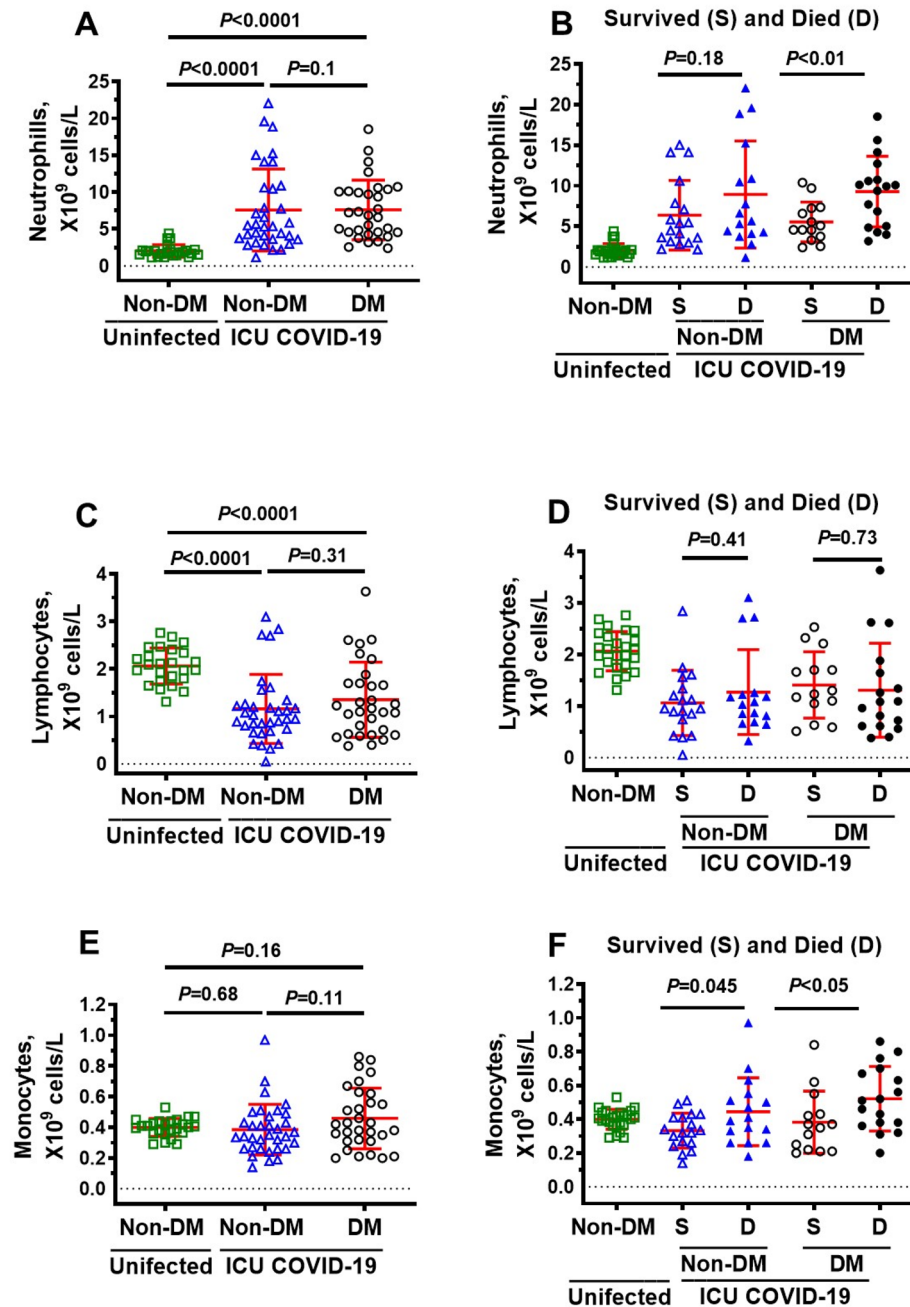 A
P<0.0001
P<0.0001
P=0.1
25
20
15
10
5
0
Neutrophills,
X10⁹ cells/L
Non-DM
Non-DM
DM
Uninfected
ICU COVID-19
B
Survived (S) and Died (D)
P=0.18
P<0.01
25
20
15
10
5
0
Neutrophills,
X10⁹ cells/L
Non-DM
S
D
S
D
Non-DM
DM
Uninfected
ICU COVID-19
C
P<0.0001
P<0.0001
P=0.31
4
3
2
1
0
Lymphocytes,
X10⁹ cells/L
Non-DM
Non-DM
DM
Uninfected
ICU COVID-19
D
Survived (S) and Died (D)
P=0.41
P=0.73
4
3
2
1
0
Lymphocytes,
X10⁹ cells/L
Non-DM
S
D
S
D
Non-DM
DM
Unifected
ICU COVID-19
E
P=0.16
P=0.68
P=0.11
1.2
1.0
0.8
0.6
0.4
0.2
0.0
Monocytes,
X10⁹ cells/L
Non-DM
Non-DM
DM
Uninfected
ICU COVID-19
F
Survived (S) and Died (D)
P=0.045
P<0.05
1.2
1.0
0.8
0.6
0.4
0.2
0.0
Monocytes,
X10⁹ cells/L
Non-DM
S
D
S
D
Non-DM
DM
Uninfected
ICU COVID-19